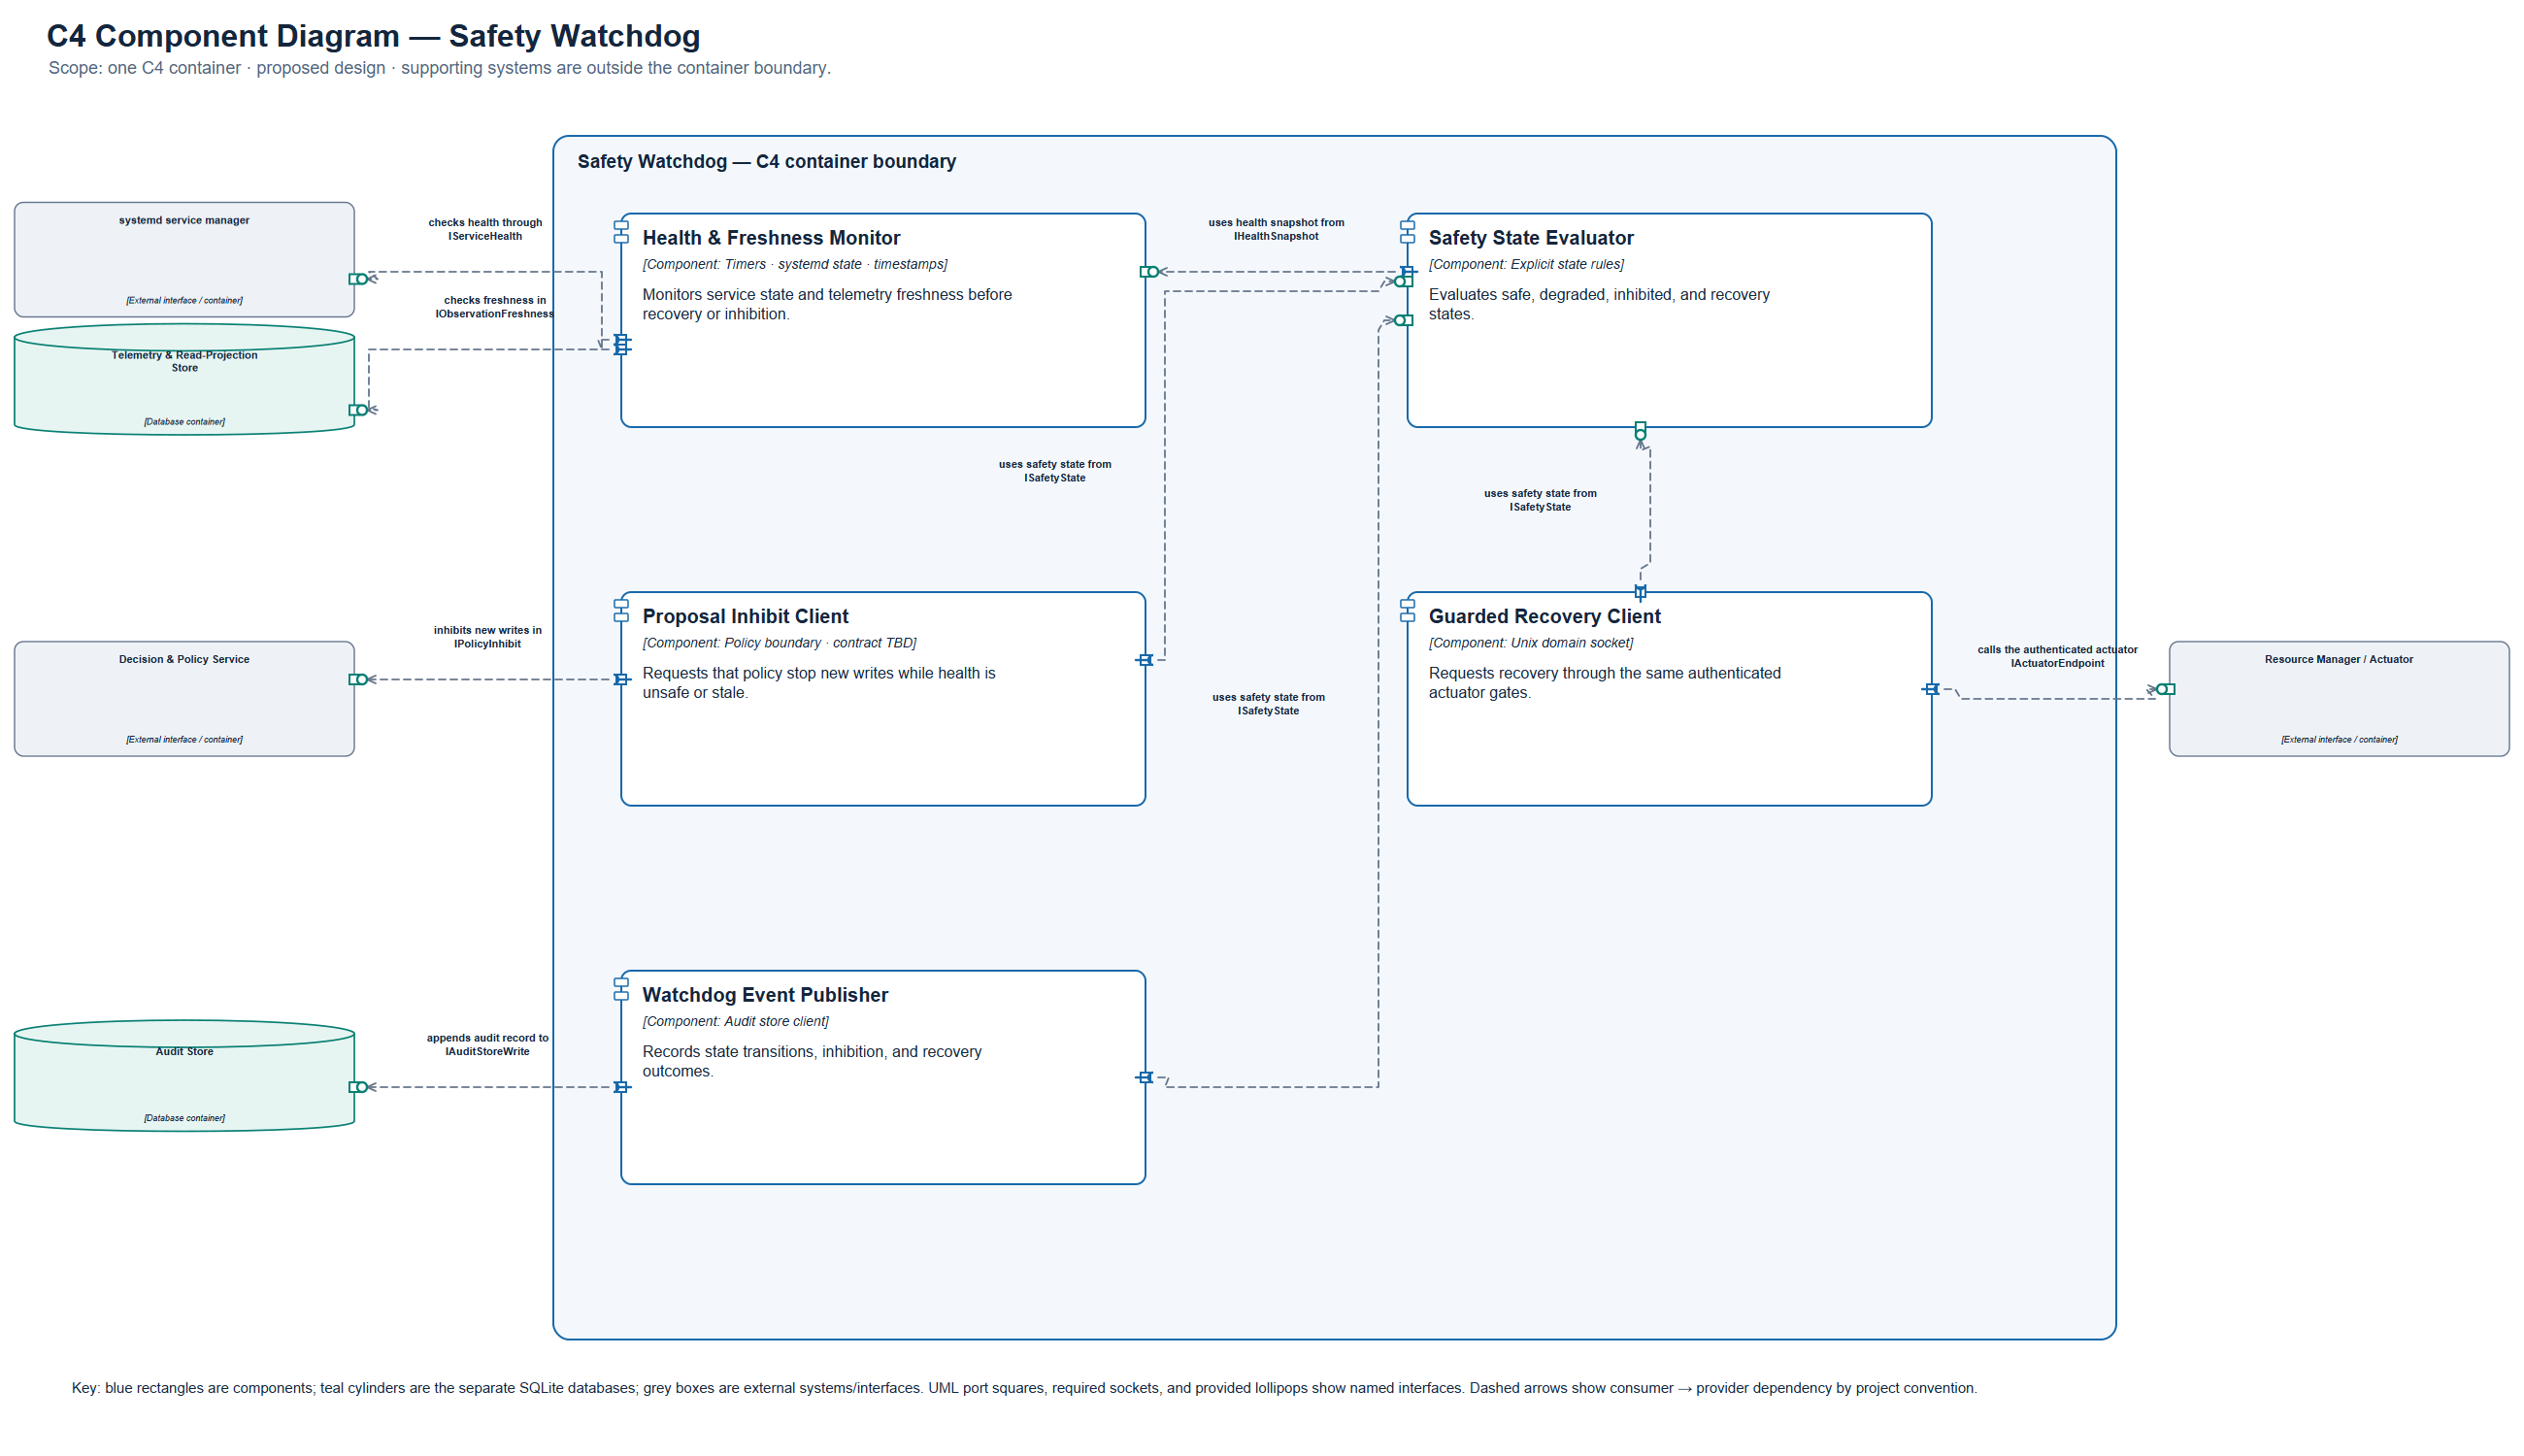 C4 Component Diagram — Safety Watchdog
Scope: one C4 container · proposed design · supporting systems are outside the container boundary.
Safety Watchdog — C4 container boundary
systemd service manager
[External interface / container]
checks health through
IServiceHealth
checks freshness in
IObservationFreshness
Telemetry & Read-Projection
Store
[Database container]
Health & Freshness Monitor
[Component: Timers · systemd state · timestamps]
Monitors service state and telemetry freshness before
recovery or inhibition.
uses health snapshot from
IHealthSnapshot
Safety State Evaluator
[Component: Explicit state rules]
Evaluates safe, degraded, inhibited, and recovery
states.
uses safety state from
ISafetyState
uses safety state from
ISafetyState
Decision & Policy Service
[External interface / container]
inhibits new writes in
IPolicyInhibit
Proposal Inhibit Client
[Component: Policy boundary · contract TBD]
Requests that policy stop new writes while health is
unsafe or stale.
uses safety state from
ISafetyState
Guarded Recovery Client
[Component: Unix domain socket]
Requests recovery through the same authenticated
actuator gates.
calls the authenticated actuator
IActuatorEndpoint
Resource Manager / Actuator
[External interface / container]
Audit Store
[Database container]
appends audit record to
IAuditStoreWrite
Watchdog Event Publisher
[Component: Audit store client]
Records state transitions, inhibition, and recovery
outcomes.
Key: blue rectangles are components; teal cylinders are the separate SQLite databases; grey boxes are external systems/interfaces. UML port squares, required sockets, and provided lollipops show named interfaces. Dashed arrows show consumer → provider dependency by project convention.